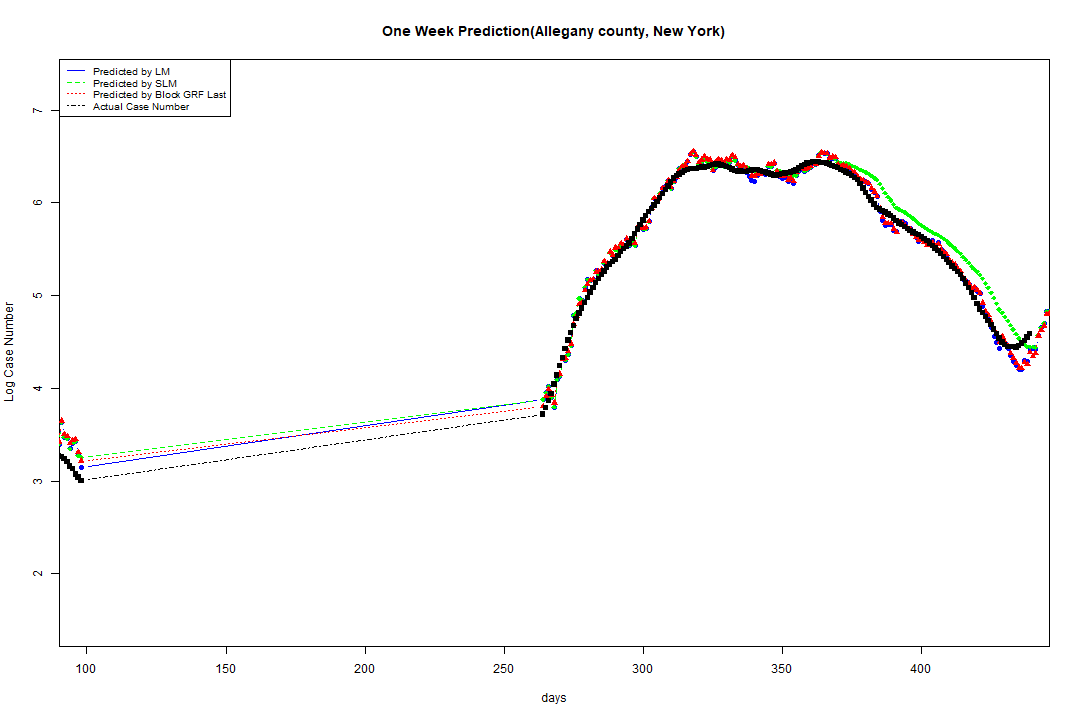 One Week Prediction(Allegany county, New York)
Predicted by LM
Predicted by SLM
Predicted by Block GRF Last
Actual Case Number
7
6
5
4
3
2
Log Case Number
100 150 200 250 300 350 400
days